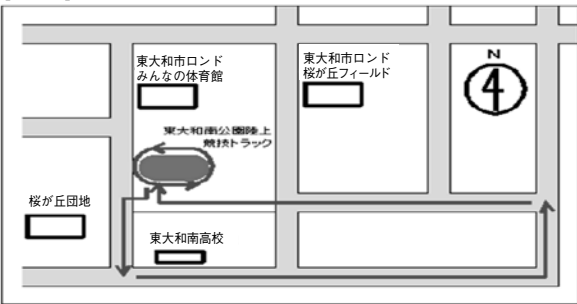 東大和市ロンド
みんなの体育館
東大和市ロンド
桜が丘フィールド
N
東大和南公園陸上
競技トラック
桜が丘団地
東大和南高校